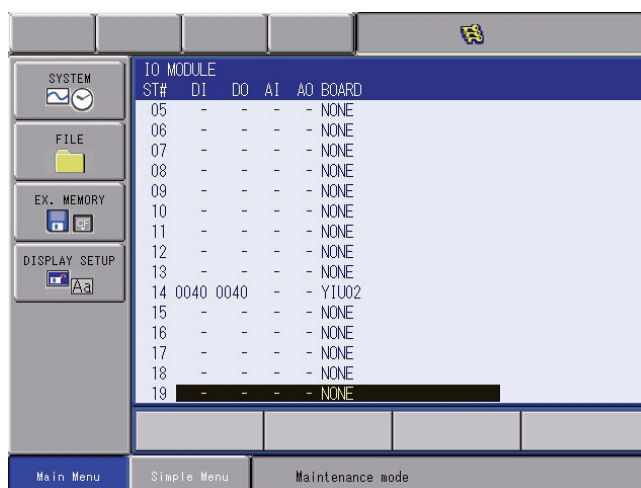 SYSTEM
FILE
EX. MEMORY
CF
DISPLAY SETUP
Aa
IO MODULE
ST# DI DO AI AO BOARD
05 - - - - NONE
06 - - - - NONE
07 - - - - NONE
08 - - - - NONE
09 - - - - NONE
10 - - - - NONE
11 - - - - NONE
12 - - - - NONE
13 - - - - NONE
14 0040 0040 - - YIU02
15 - - - - NONE
16 - - - - NONE
17 - - - - NONE
18 - - - - NONE
19 - - - - NONE
Main Menu
Simple Menu
Maintenance mode